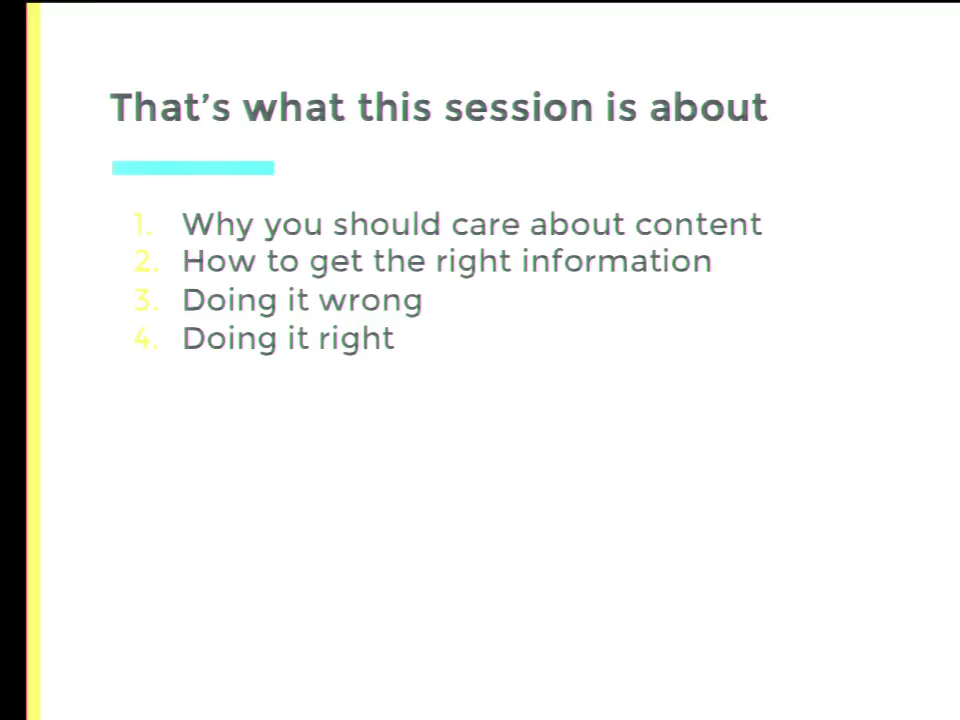 That's what this session is about
1. Why you should care about content
2. How to get the right information
3. Doing it wrong
4. Doing it right